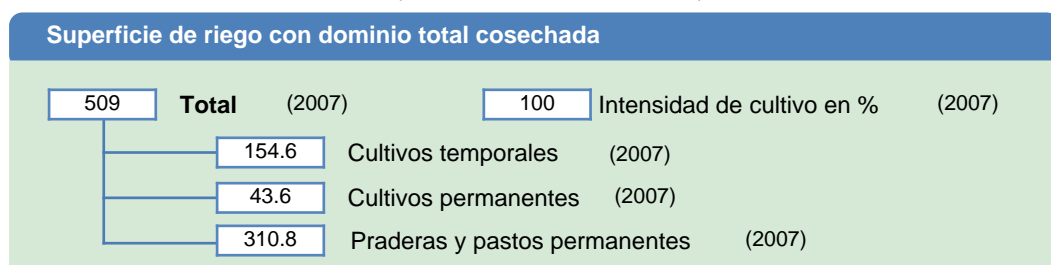 Superficie de riego con dominio total cosechada
509 Total (2007) 100 Intensidad de cultivo en % (2007)
154.6 Cultivos temporales (2007)
43.6 Cultivos permanentes (2007)
310.8 Praderas y pastos permanentes (2007)